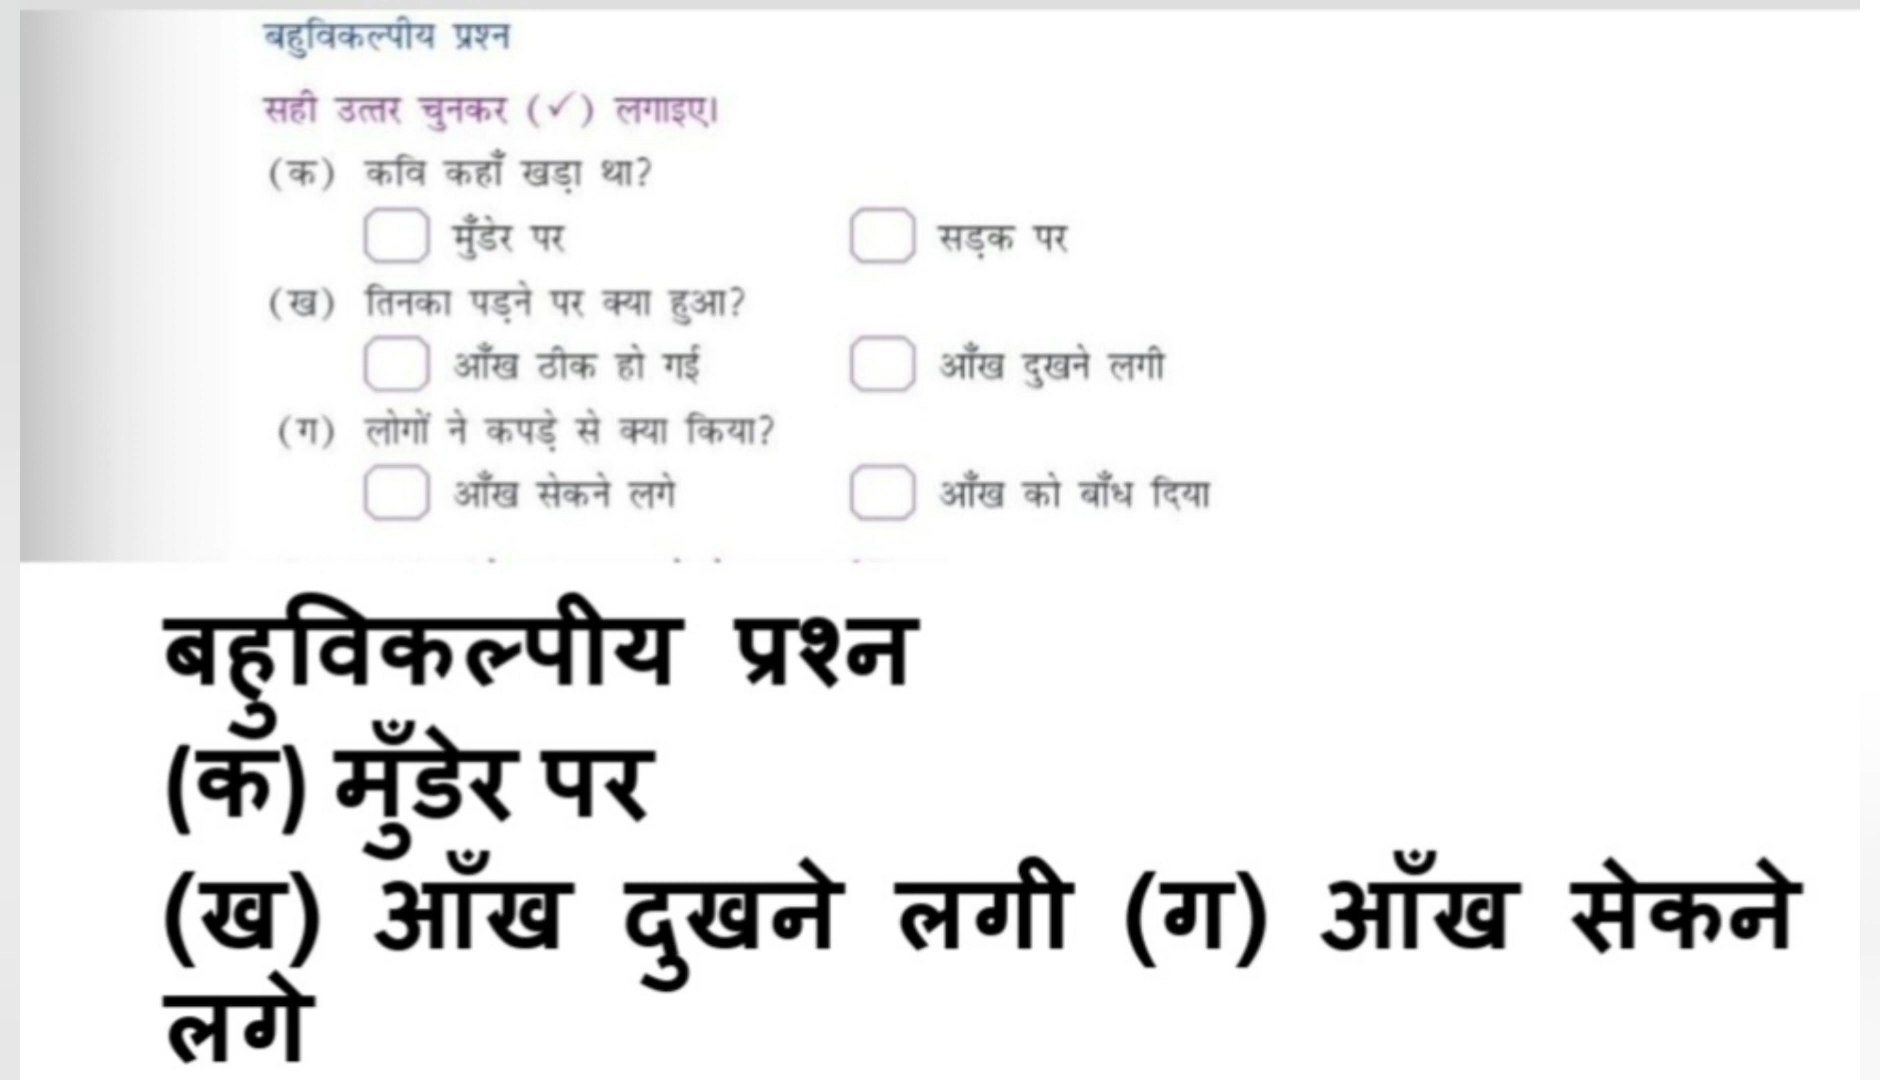 बहुविकल्पीय प्रश्न
सही उत्तर चुनकर (✓) लगाइए।
(क) कवि कहाँ खड़ा था?
मुँडेर पर सड़क पर
(ख) तिनका पड़ने पर क्या हुआ?
आँख ठीक हो गई आँख दुखने लगी
(ग) लोगों ने कपड़े से क्या किया?
आँख सेकने लगे आँख को बाँध दिया
बहुविकल्पीय प्रश्न
(क) मुँडेर पर
(ख) आँख दुखने लगी (ग) आँख सेकने
लगे